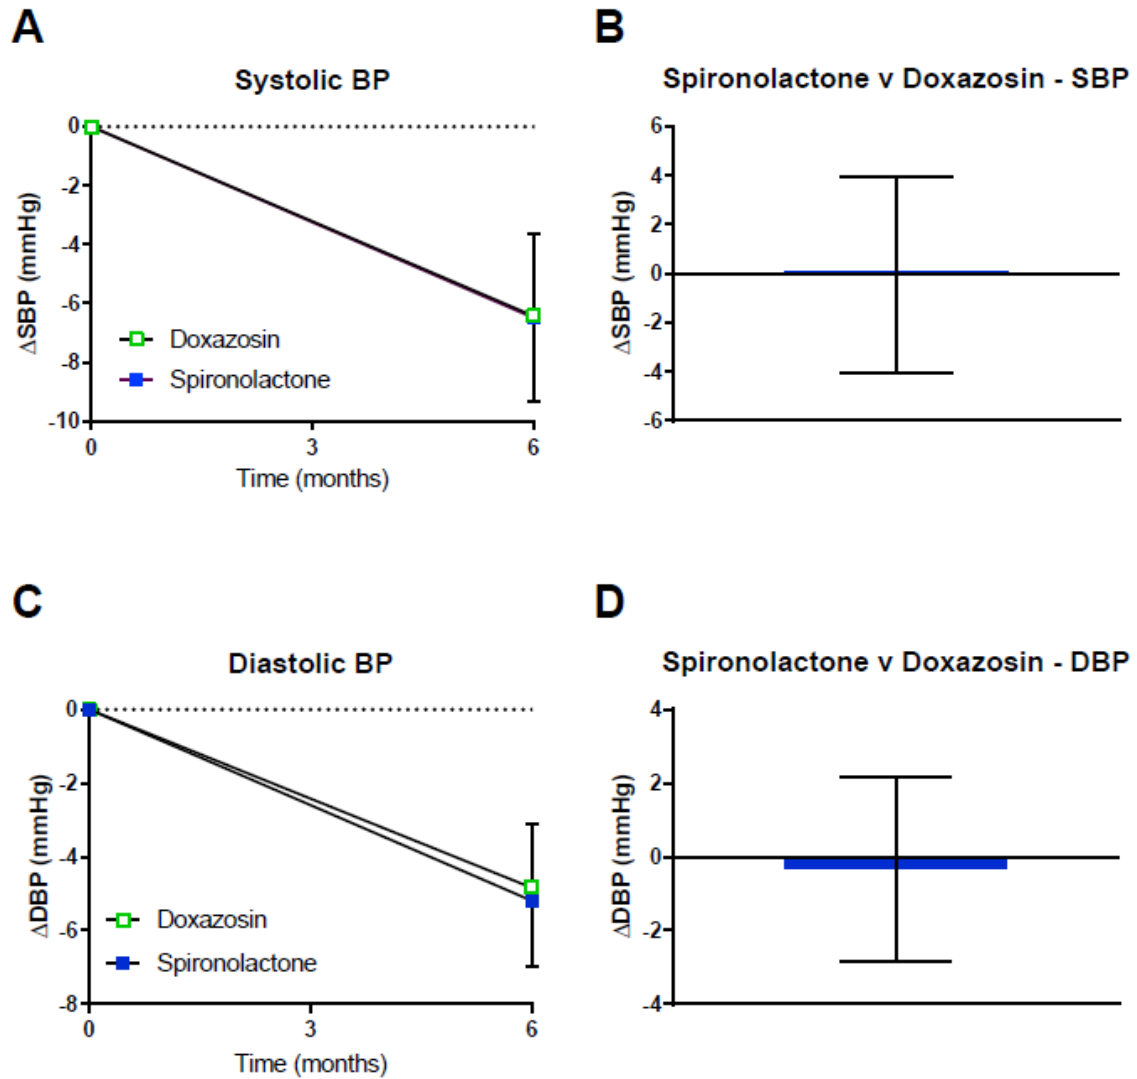 A
Systolic BP
0
-2
-4
-6
-8
-10
ΔSBP (mmHg)
Doxazosin
Spironolactone
0 3 6
Time (months)
B
Spironolactone v Doxazosin - SBP
6
4
2
0
-2
-4
-6
ΔSBP (mmHg)
C
Diastolic BP
0
-2
-4
-6
-8
ΔDBP (mmHg)
Doxazosin
Spironolactone
0 3 6
Time (months)
D
Spironolactone v Doxazosin - DBP
4
2
0
-2
-4
ΔDBP (mmHg)